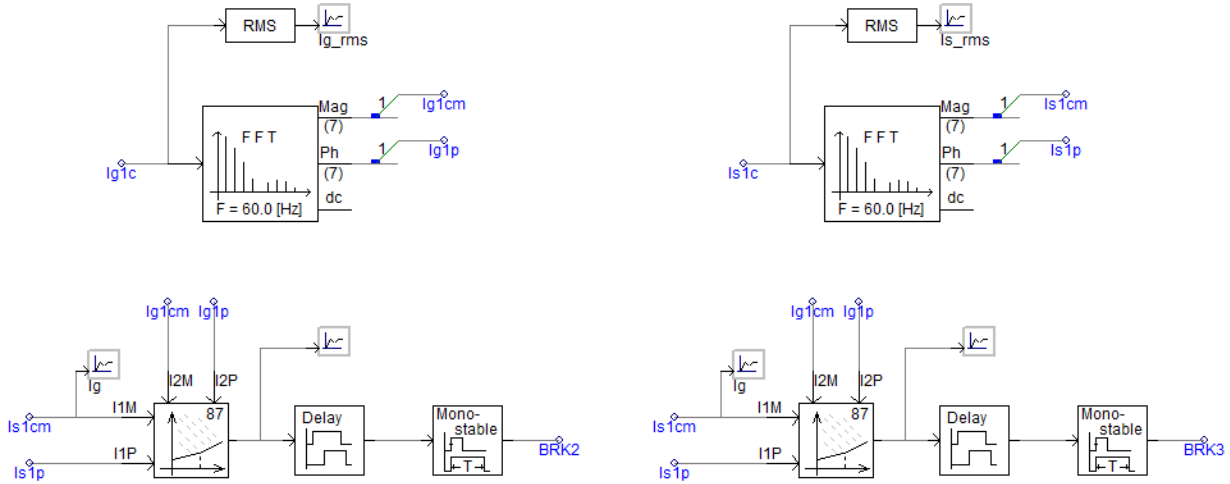 RMS
Ig_rms
Mag
1
Ig1cm
(7)
F F T
Ph
1
Ig1p
(7)
Ig1c
dc
F = 60.0 [Hz]
RMS
Is_rms
Mag
1
Is1cm
(7)
F F T
Ph
1
Is1p
(7)
Is1c
dc
F = 60.0 [Hz]
Ig1cm
Ig1p
Ig
I2M
I2P
I1M
87
Is1cm
I1P
Is1p
Delay
Mono-
stable
T
BRK2
Ig1cm
Ig1p
Ig
I2M
I2P
I1M
87
Is1cm
I1P
Is1p
Delay
Mono-
stable
T
BRK3